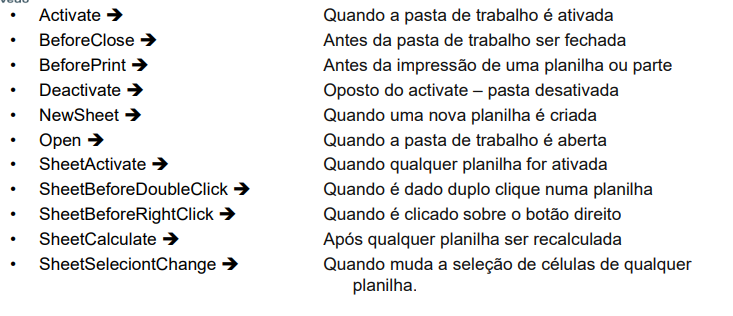 • Activate ➔ Quando a pasta de trabalho é ativada
• BeforeClose ➔ Antes da pasta de trabalho ser fechada
• BeforePrint ➔ Antes da impressão de uma planilha ou parte
• Deactivate ➔ Oposto do activate – pasta desativada
• NewSheet ➔ Quando uma nova planilha é criada
• Open ➔ Quando a pasta de trabalho é aberta
• SheetActivate ➔ Quando qualquer planilha for ativada
• SheetBeforeDoubleClick ➔ Quando é dado duplo clique numa planilha
• SheetBeforeRightClick ➔ Quando é clicado sobre o botão direito
• SheetCalculate ➔ Após qualquer planilha ser recalculada
• SheetSeleciontChange ➔ Quando muda a seleção de células de qualquer
planilha.